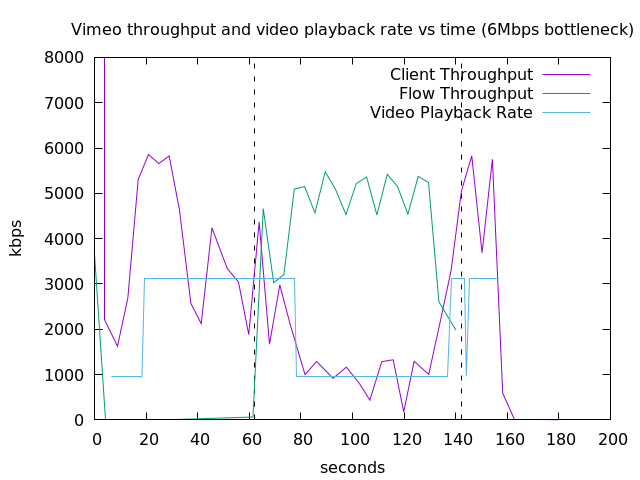 Vimeo throughput and video playback rate vs time (6Mbps bottleneck)
8000
7000
6000
5000
4000
3000
2000
1000
0
kbps
Client Throughput
Flow Throughput
Video Playback Rate
0 20 40 60 80 100 120 140 160 180 200
seconds